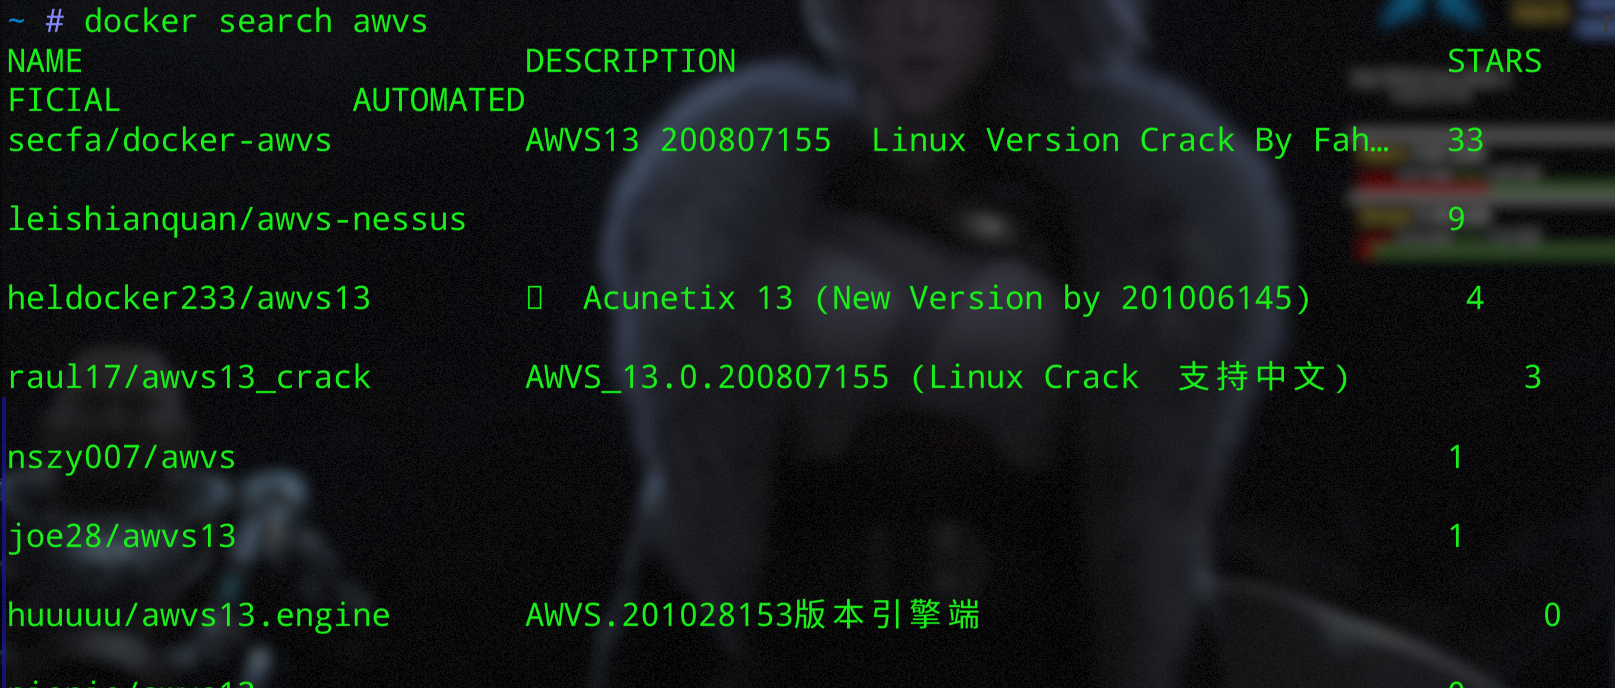 ~ # docker search awvs
NAME DESCRIPTION STARS
FICIAL AUTOMATED
secfa/docker-awvs AWVS13 200807155 Linux Version Crack By Fah… 33
leishianquan/awvs-nessus 9
heldocker233/awvs13 Acunetix 13 (New Version by 201006145) 4
raul17/awvs13_crack AWVS_13.0.200807155 (Linux Crack 支持中文) 3
nszy007/awvs 1
joe28/awvs13 1
huuuuu/awvs13.engine AWVS.201028153版本引擎端 0